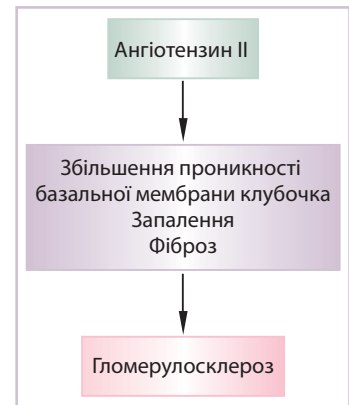 Ангіотензин II
Збільшення проникності
базальної мембрани клубочка
Запалення
Фіброз
Гломерулосклероз